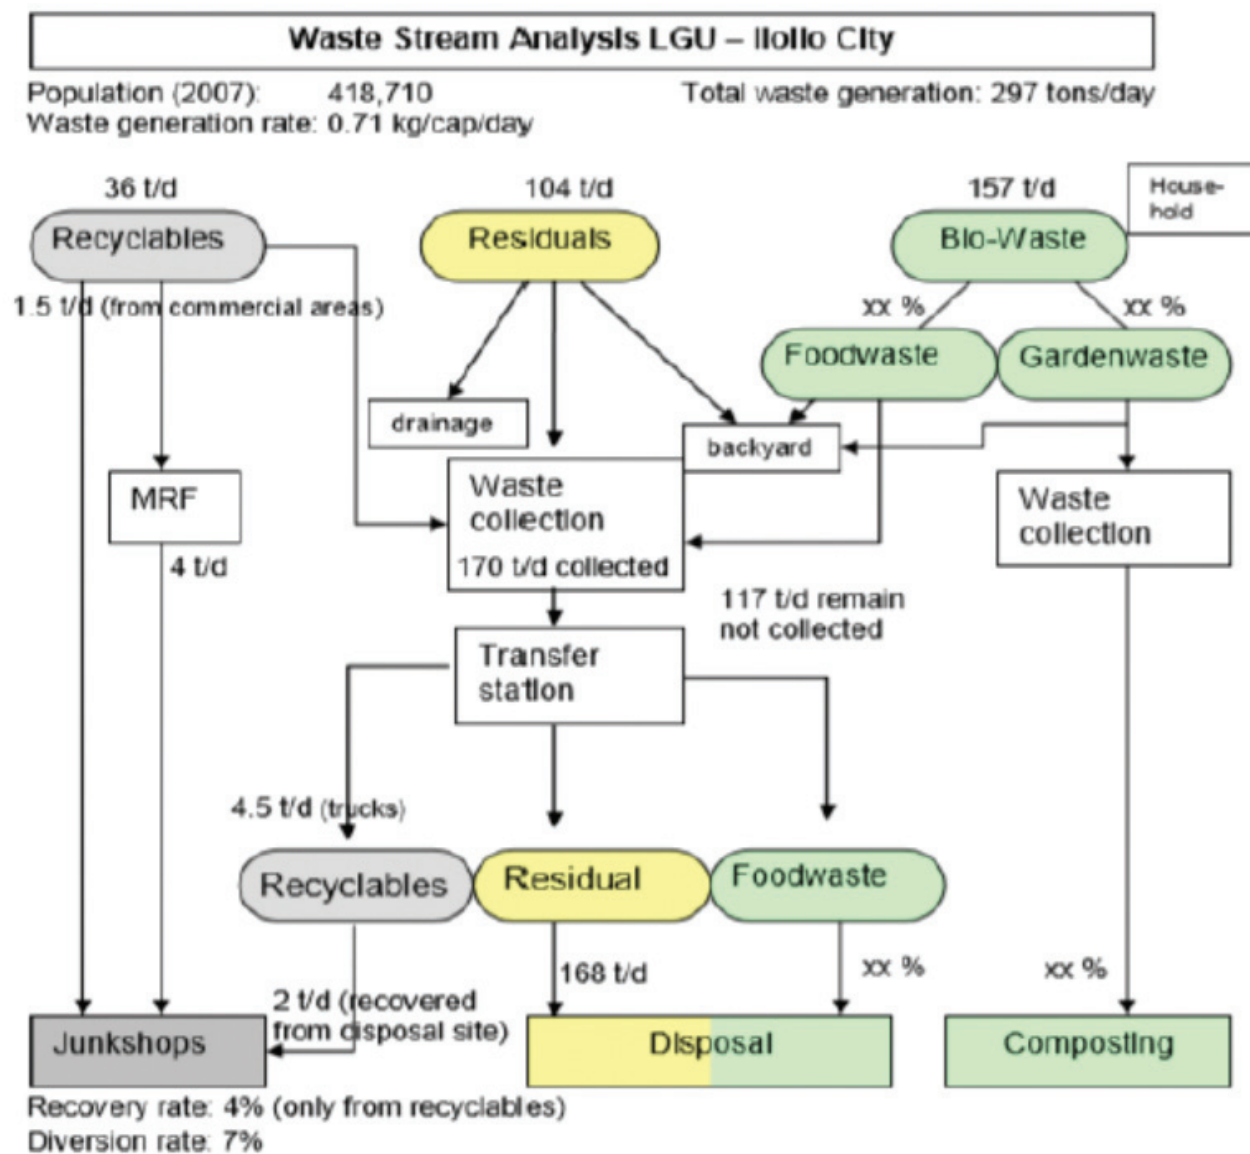 Waste Stream Analysis LGU – Iloilo City
Population (2007): 418,710
Total waste generation: 297 tons/day
Waste generation rate: 0.71 kg/cap/day
36 t/d
104 t/d
157 t/d
House-
hold
Recyclables
Residuals
Bio-Waste
1.5 t/d (from commercial areas)
xx %
xx %
Foodwaste
Gardenwaste
drainage
backyard
MRF
4 t/d
Waste
collection
170 t/d collected
Waste
collection
117 t/d remain
not collected
Transfer
station
4.5 t/d (trucks)
Recyclables
Residual
Foodwaste
168 t/d
xx %
xx %
2 t/d (recovered
from disposal site)
Junkshops
Disposal
Composting
Recovery rate: 4% (only from recyclables)
Diversion rate: 7%